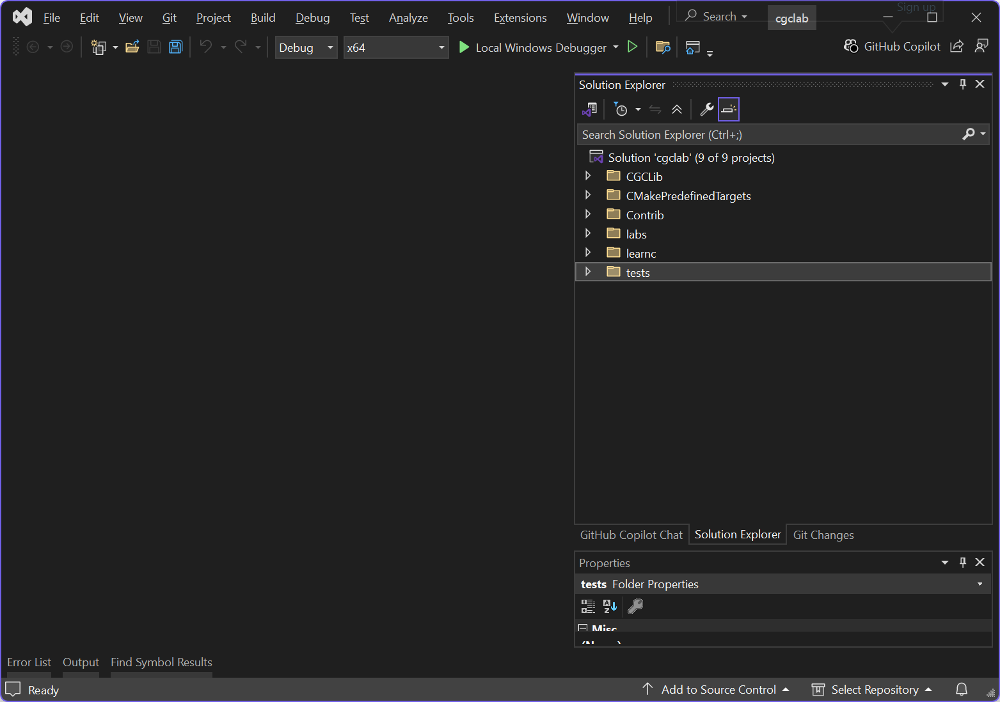 File Edit View Git Project Build Debug Test Analyze Tools Extensions Window Help Search cgclab Sign up
Debug x64 Local Windows Debugger GitHub Copilot
Solution Explorer
Search Solution Explorer (Ctrl+;)
Solution 'cgclab' (9 of 9 projects)
CGCLib
CMakePredefinedTargets
Contrib
labs
learnc
tests
GitHub Copilot Chat Solution Explorer Git Changes
Properties
tests Folder Properties
Misc
Error List Output Find Symbol Results
Ready Add to Source Control Select Repository